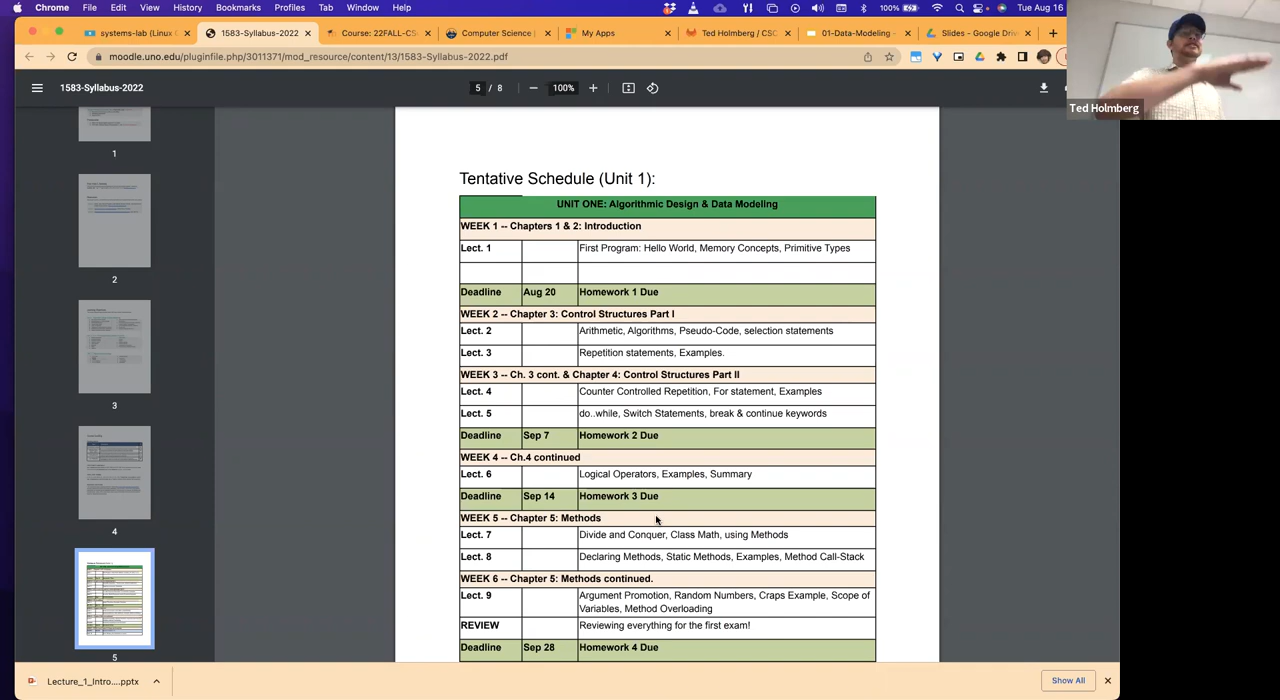 Chrome File Edit View History Bookmarks Profiles Tab Window Help 100% Tue Aug 16
systems-lab (Linux 1583-Syllabus-2022 Course: 22FALL-CS Computer Science | My Apps Ted Holmberg / CSC 01-Data-Modeling - Slides - Google Driv
moodle.uno.edu/pluginfile.php/3011371/mod_resource/content/13/1583-Syllabus-2022.pdf
1583-Syllabus-2022 5 / 8 100%
Ted Holmberg
1
2
3
4
5
Tentative Schedule (Unit 1):
UNIT ONE: Algorithmic Design & Data Modeling
WEEK 1 -- Chapters 1 & 2: Introduction
Lect. 1 First Program: Hello World, Memory Concepts, Primitive Types
Deadline Aug 20 Homework 1 Due
WEEK 2 -- Chapter 3: Control Structures Part I
Lect. 2 Arithmetic, Algorithms, Pseudo-Code, selection statements
Lect. 3 Repetition statements, Examples.
WEEK 3 -- Ch. 3 cont. & Chapter 4: Control Structures Part II
Lect. 4 Counter Controlled Repetition, For statement, Examples
Lect. 5 do..while, Switch Statements, break & continue keywords
Deadline Sep 7 Homework 2 Due
WEEK 4 -- Ch.4 continued
Lect. 6 Logical Operators, Examples, Summary
Deadline Sep 14 Homework 3 Due
WEEK 5 -- Chapter 5: Methods
Lect. 7 Divide and Conquer, Class Math, using Methods
Lect. 8 Declaring Methods, Static Methods, Examples, Method Call-Stack
WEEK 6 -- Chapter 5: Methods continued.
Lect. 9 Argument Promotion, Random Numbers, Craps Example, Scope of
Variables, Method Overloading
REVIEW Reviewing everything for the first exam!
Deadline Sep 28 Homework 4 Due
Lecture_1_Intro....pptx Show All